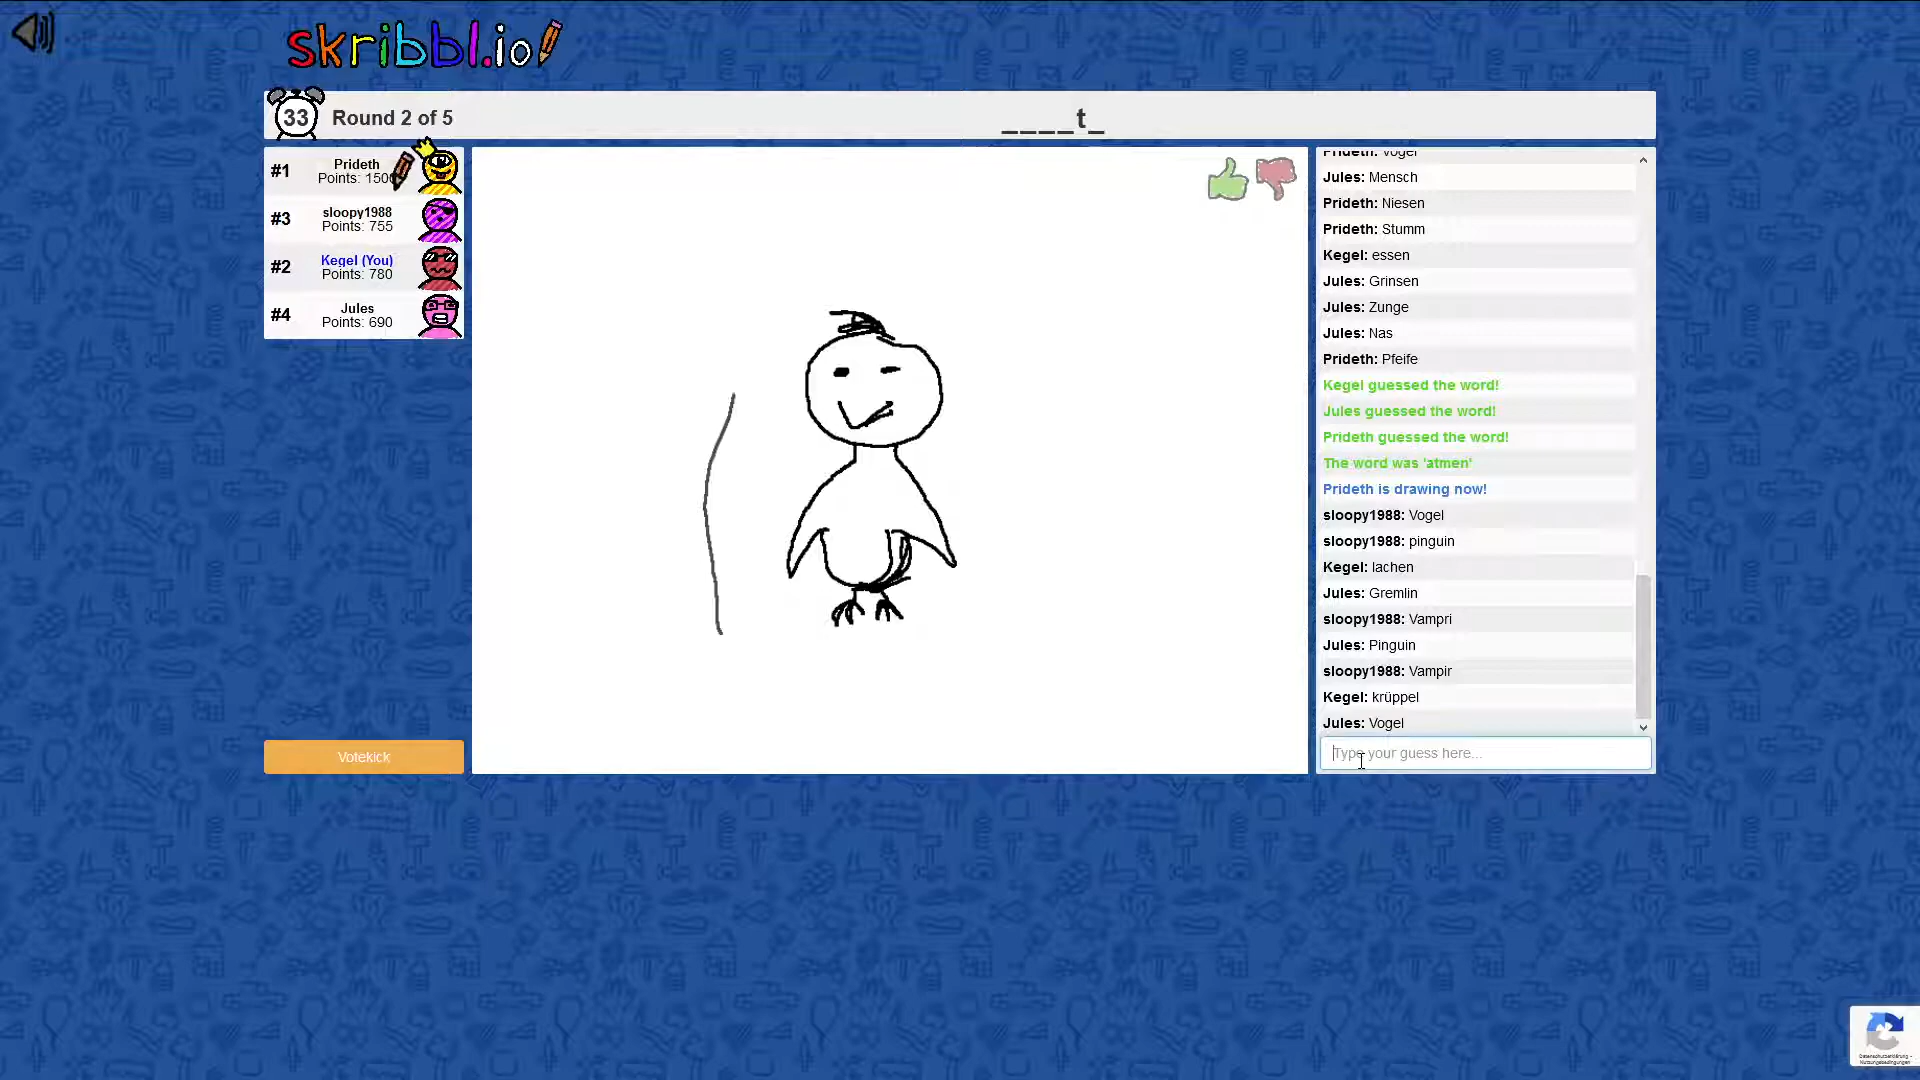 skribbl.io
33
Round 2 of 5
____t_
#1
Prideth
Points: 1500
#3
sloopy1988
Points: 755
#2
Kegel (You)
Points: 780
#4
Jules
Points: 690
Votekick
Prideth: Vogel
Jules: Mensch
Prideth: Niesen
Prideth: Stumm
Kegel: essen
Jules: Grinsen
Jules: Zunge
Jules: Nas
Prideth: Pfeife
Kegel guessed the word!
Jules guessed the word!
Prideth guessed the word!
The word was 'atmen'
Prideth is drawing now!
sloopy1988: Vogel
sloopy1988: pinguin
Kegel: lachen
Jules: Gremlin
sloopy1988: Vampri
Jules: Pinguin
sloopy1988: Vampir
Kegel: krüppel
Jules: Vogel
Type your guess here...
Datenschutzerklärung -
Nutzungsbedingungen